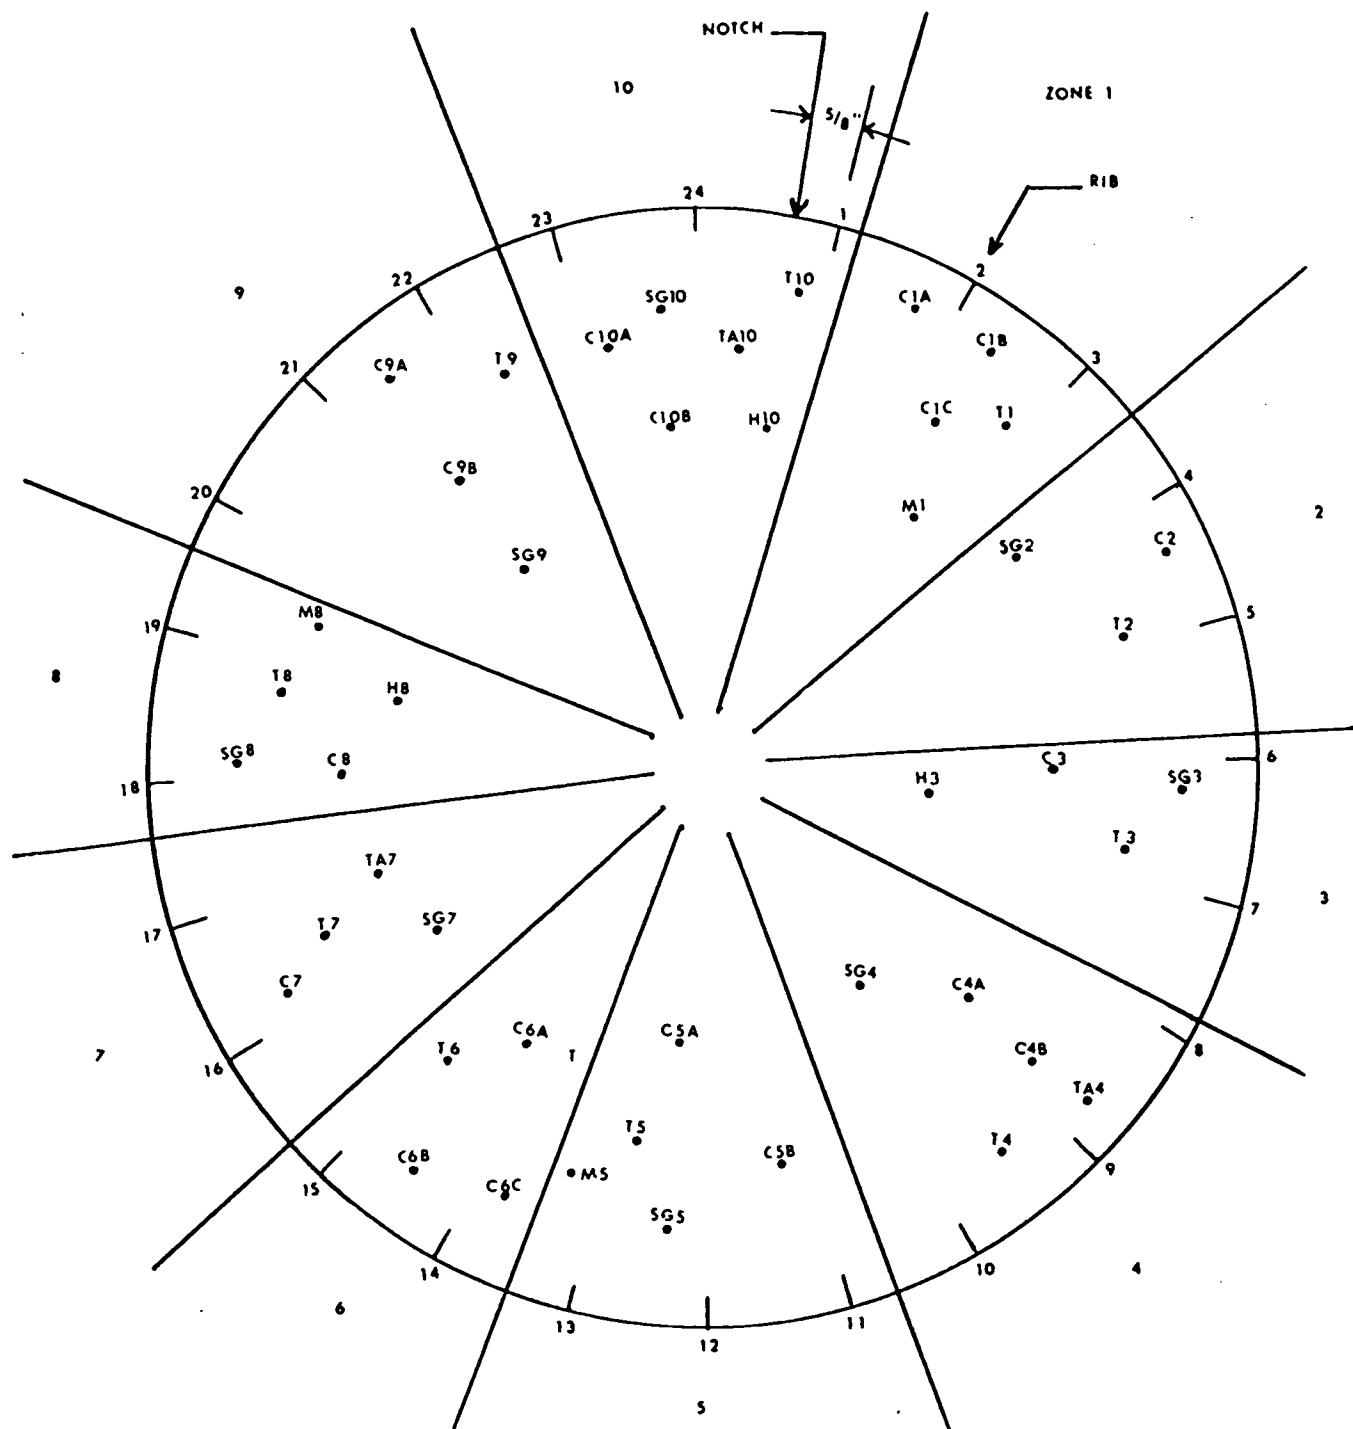 NOTCH
10
ZONE 1
5/8"
RIB
24
23
1
2
22
T10
SG10
C1A
9
C10A
TA10
C1B
3
21
C9A
T9
C10B
H10
C1C
T1
C9B
4
20
M1
2
SG9
SG2
C2
M8
5
19
T2
8
T8
H8
SG8
C8
C3
6
18
H3
SG3
T3
TA7
7
3
17
T7
SG7
C7
SG4
C4A
7
16
T6
C6A
T
C5A
C4B
8
TA4
T5
T4
C6B
M5
C5B
9
15
C6C
SG5
14
10
4
6
13
12
11
5